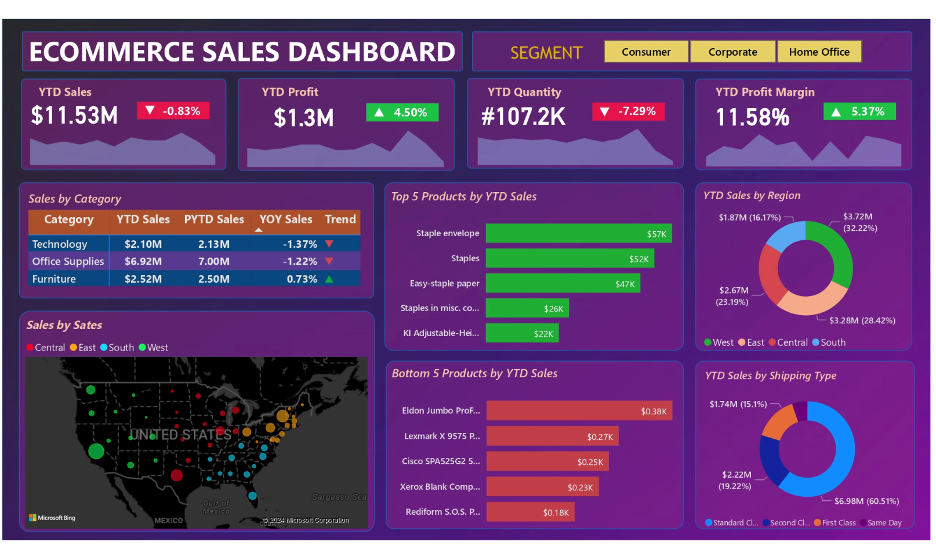 ECOMMERCE SALES DASHBOARD
SEGMENT
Consumer
Corporate
Home Office
YTD Sales
$11.53M
▼ -0.83%
YTD Profit
$1.3M
▲ 4.50%
YTD Quantity
#107.2K
▼ -7.29%
YTD Profit Margin
11.58%
▲ 5.37%
Sales by Category
Category YTD Sales PYTD Sales YOY Sales Trend
Technology $2.10M 2.13M -1.37% ▼
Office Supplies $6.92M 7.00M -1.22% ▼
Furniture $2.52M 2.50M 0.73% ▲
Top 5 Products by YTD Sales
Staple envelope $57K
Staples $52K
Easy-staple paper $47K
Staples in misc. co... $26K
KI Adjustable-Hei... $22K
YTD Sales by Region
$1.87M (16.17%)
$3.72M
(32.22%)
$2.67M
(23.19%)
$3.28M (28.42%)
West East Central South
Sales by Sates
Central East South West
UNITED STATES
Gulf of
Mexico
Sargasso Sea
MEXICO
Microsoft Bing
© 2024 Microsoft Corporation
Bottom 5 Products by YTD Sales
Eldon Jumbo ProF... $0.38K
Lexmark X 9575 P... $0.27K
Cisco SPA525G2 5... $0.25K
Xerox Blank Comp... $0.23K
Rediform S.O.S. P... $0.18K
YTD Sales by Shipping Type
$1.74M (15.1%)
$2.22M
(19.22%)
$6.98M (60.51%)
Standard Cl... Second Cl... First Class Same Day